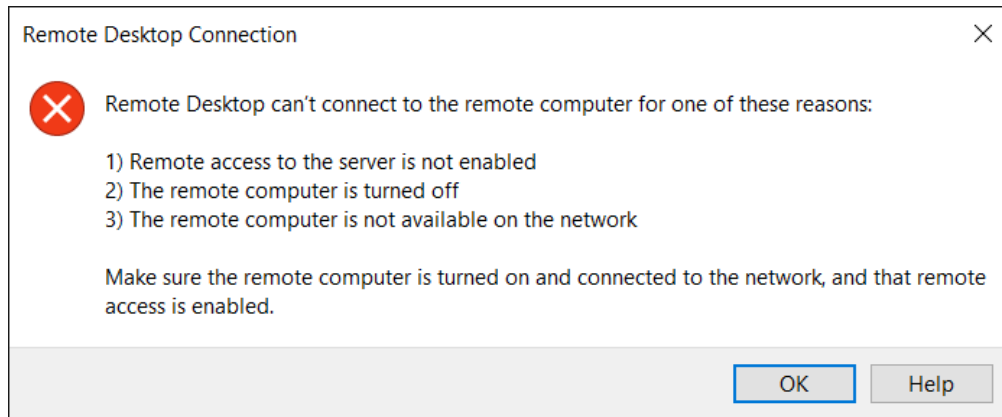 Remote Desktop Connection
Remote Desktop can't connect to the remote computer for one of these reasons:
1) Remote access to the server is not enabled
2) The remote computer is turned off
3) The remote computer is not available on the network
Make sure the remote computer is turned on and connected to the network, and that remote
access is enabled.
OK
Help